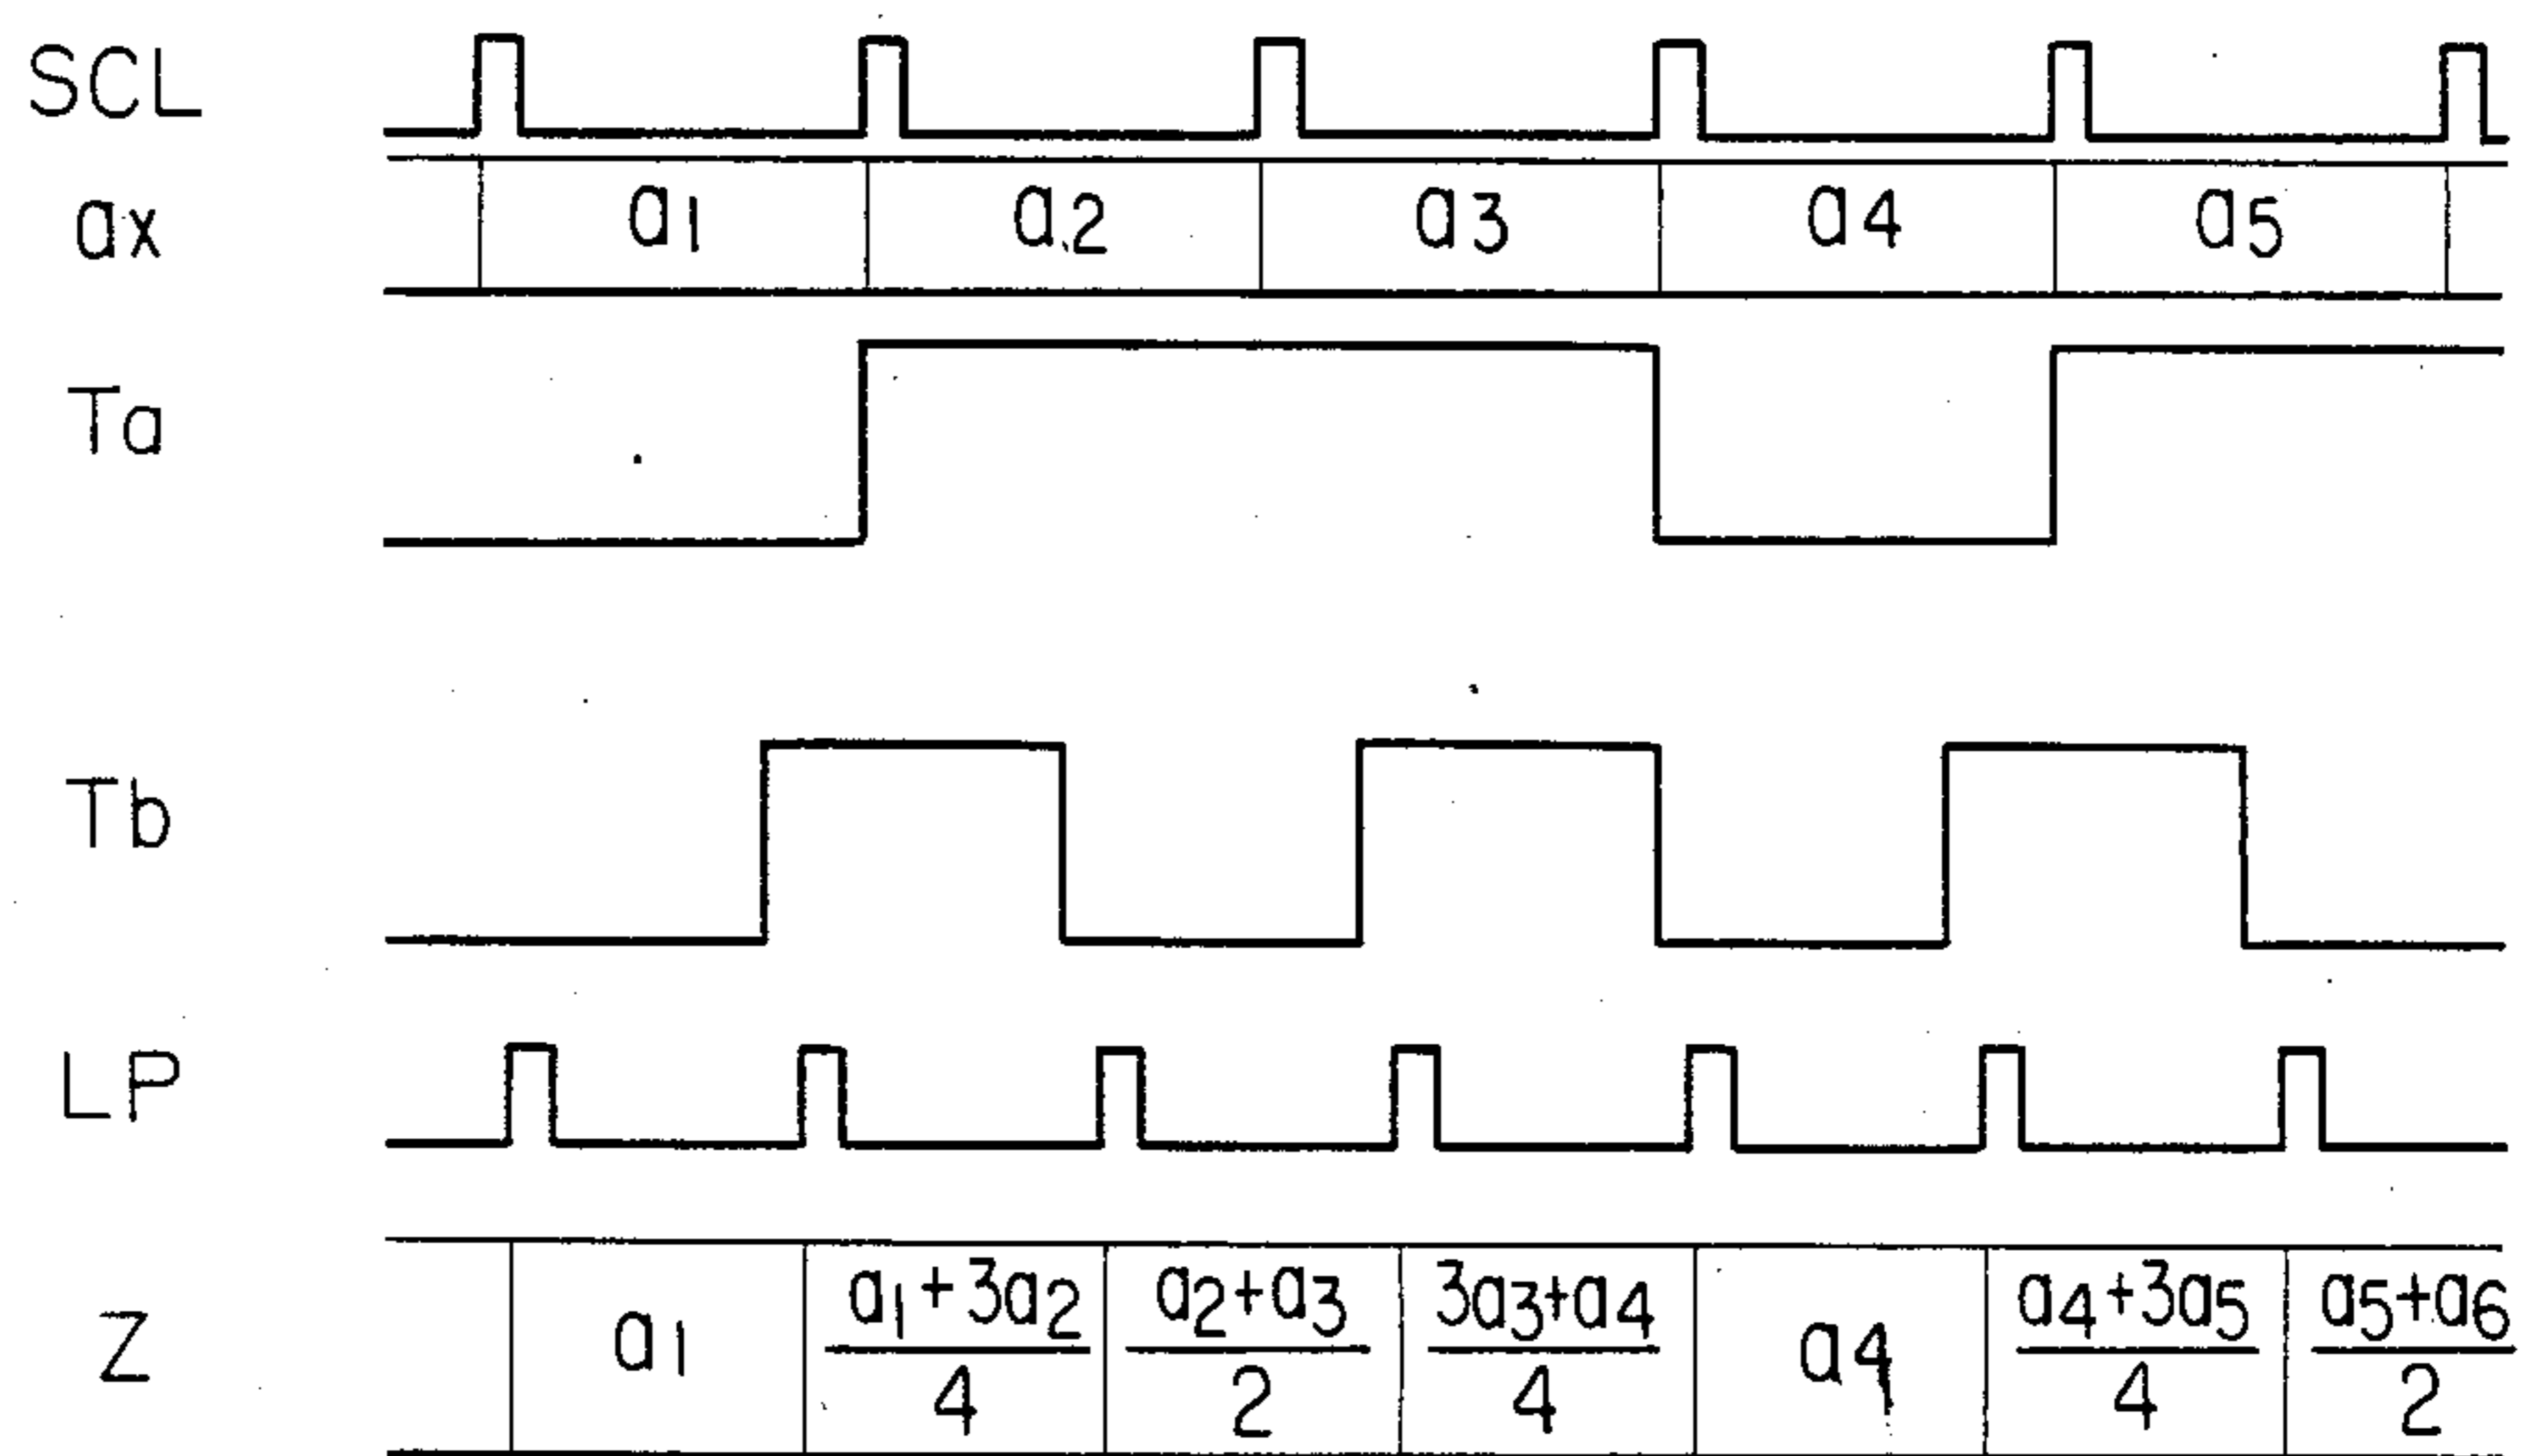 SCL
ax a1 a2 a3 a4 a5
Ta
Tb
LP
Z a1 a1+3a2/4 a2+a3/2 3a3+a4/4 a4 a4+3a5/4 a5+a6/2